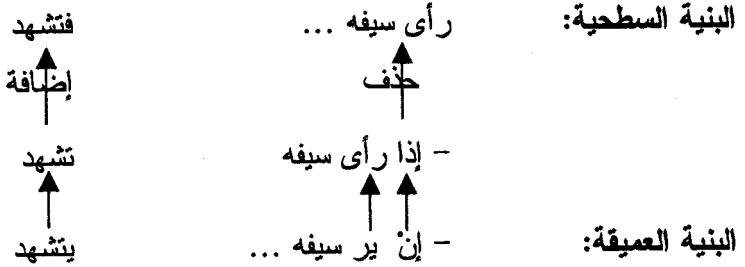 البنية السطحية: رأى سيفه ... فتشهد
حذف إضافة
– إذا رأى سيفه تشهد
البنية العميقة: – إنْ ير سيفه ... يتشهد